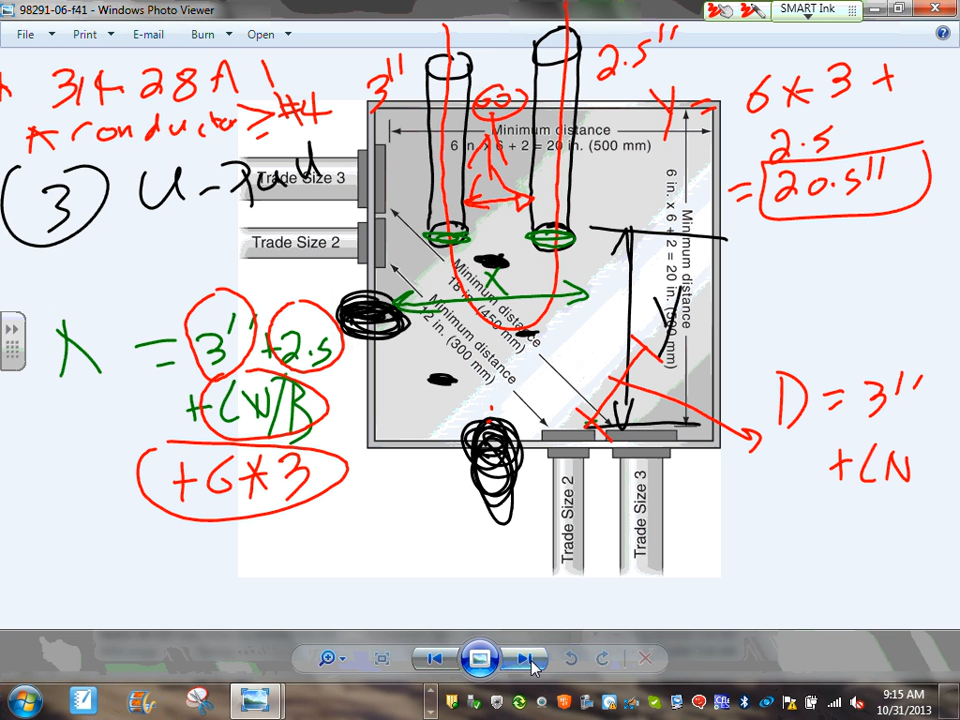 98291-06-f41 - Windows Photo Viewer
SMART Ink
File Print E-mail Burn Open
314-28A
* conductor ≥ #4
(3) U-Pull
3"
60
2.5"
Y = 6 * 3 +
2.5
= 20.5"
Minimum distance
6 in. x 6 + 2 = 20 in. (500 mm)
Trade Size 3
Trade Size 2
Minimum distance
18 in. (450 mm)
Minimum distance
12 in. (300 mm)
Minimum distance
6 in. x 6 + 2 = 20 in. (500 mm)
X
Y
X = 3" + 2.5
+ LN/B
+ 6 * 3
D = 3"
+ LN
Trade Size 2
Trade Size 3
9:15 AM
10/31/2013